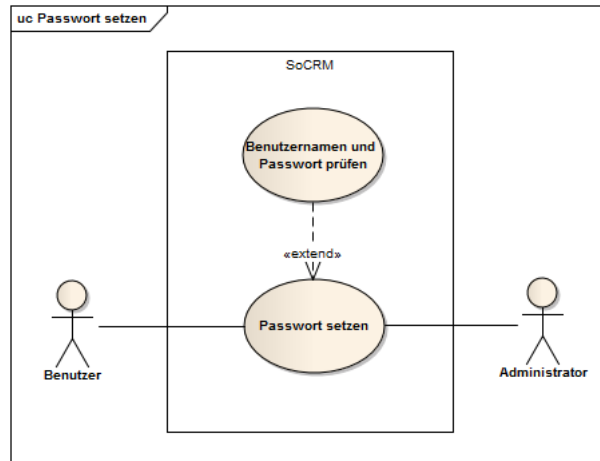 uc Passwort setzen
SoCRM
Benutzernamen und
Passwort prüfen
«extend»
Passwort setzen
Benutzer
Administrator